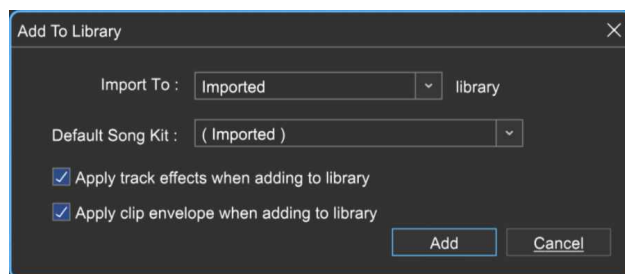 Add To Library
Import To : Imported library
Default Song Kit : ( Imported )
Apply track effects when adding to library
Apply clip envelope when adding to library
Add Cancel